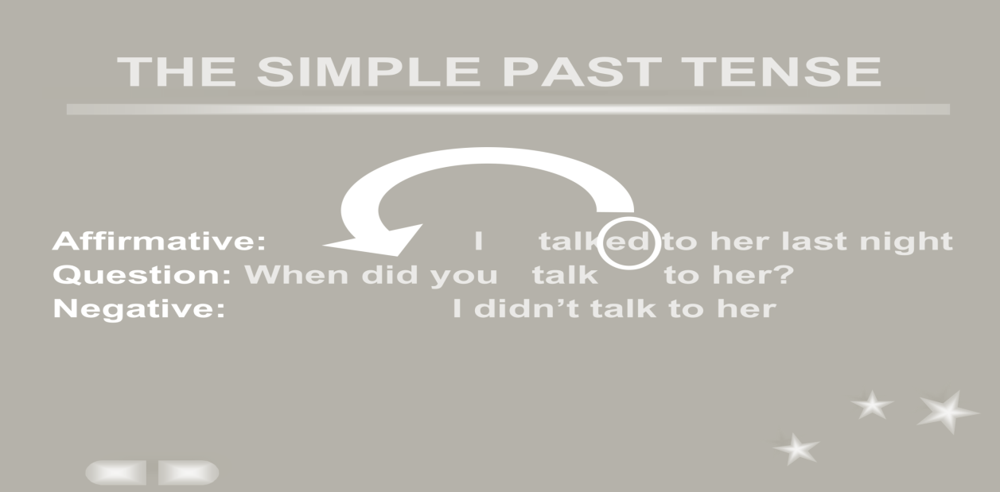 THE SIMPLE PAST TENSE
Affirmative: I talked to her last night
Question: When did you talk to her?
Negative: I didn’t talk to her